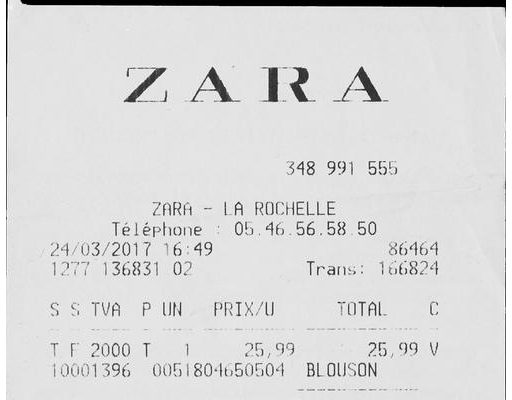 ZARA
348 991 555
ZARA - LA ROCHELLE
Téléphone : 05.46.56.58.50
24/03/2017 16:49 86464
1277 136831 02 Trans: 166824
S S TVA P UN PRIX/U TOTAL C
T F 2000 T 1 25,99 25,99 V
10001396 0051804650504 BLOUSON